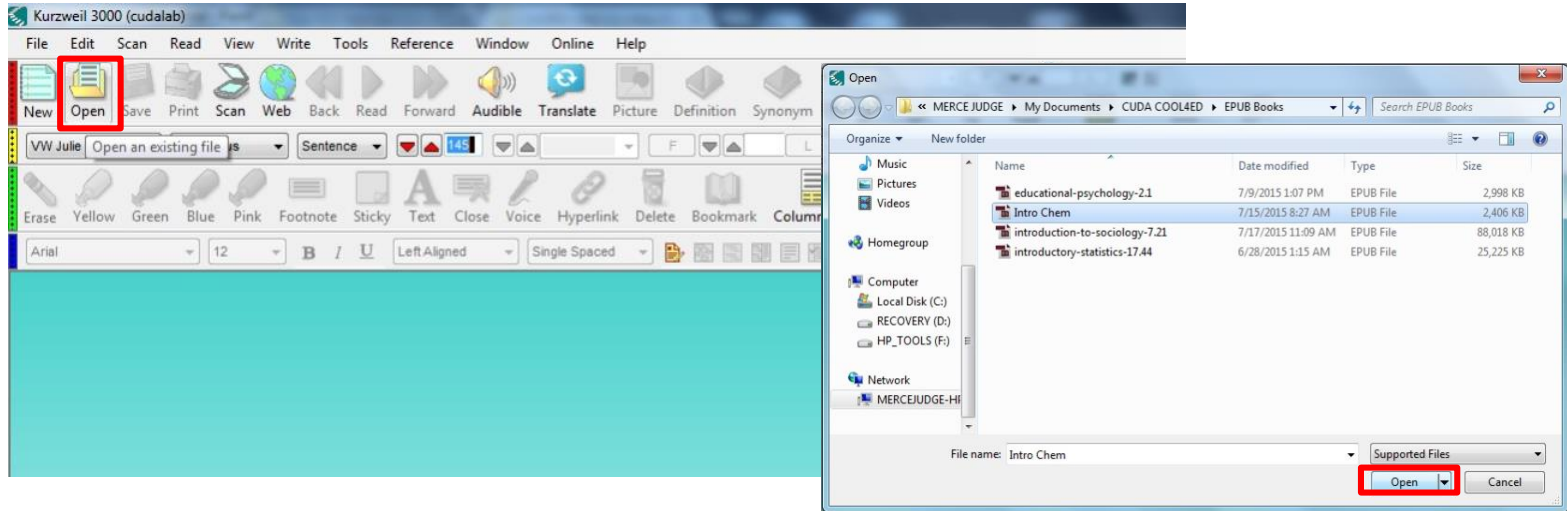 Kurzweil 3000 (cudalab)
File Edit Scan Read View Write Tools Reference Window Online Help
New Open Save Print Scan Web Back Read Forward Audible Translate Picture Definition Synonym
VW Julie Open an existing file us Sentence 145 F L
Erase Yellow Green Blue Pink Footnote Sticky Text Close Voice Hyperlink Delete Bookmark Column
Arial 12 B I U Left Aligned Single Spaced
Open
« MERCE JUDGE My Documents CUDA COOL4ED EPUB Books Search EPUB Books
Organize New folder
Music
Pictures
Videos
Homegroup
Computer
Local Disk (C:)
RECOVERY (D:)
HP_TOOLS (F:)
Network
MERCEJUDGE-HP
Name Date modified Type Size
educational-psychology-2.1 7/9/2015 1:07 PM EPUB File 2,998 KB
Intro Chem 7/15/2015 8:27 AM EPUB File 2,406 KB
introduction-to-sociology-7.21 7/17/2015 11:09 AM EPUB File 88,018 KB
introductory-statistics-17.44 6/28/2015 1:15 AM EPUB File 25,225 KB
File name: Intro Chem Supported Files
Open Cancel